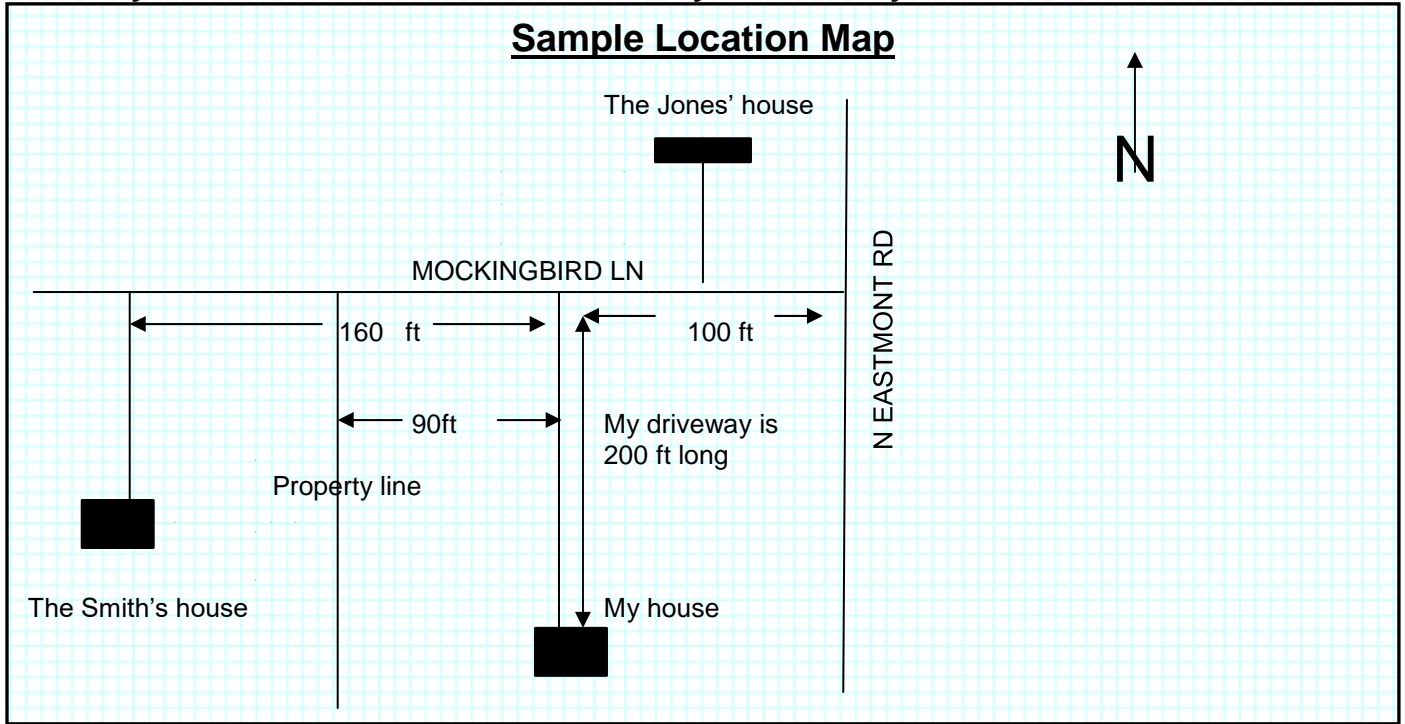 Sample Location Map
The Jones' house
N
MOCKINGBIRD LN
N EASTMONT RD
160 ft
100 ft
90ft
My driveway is
200 ft long
Property line
The Smith's house
My house